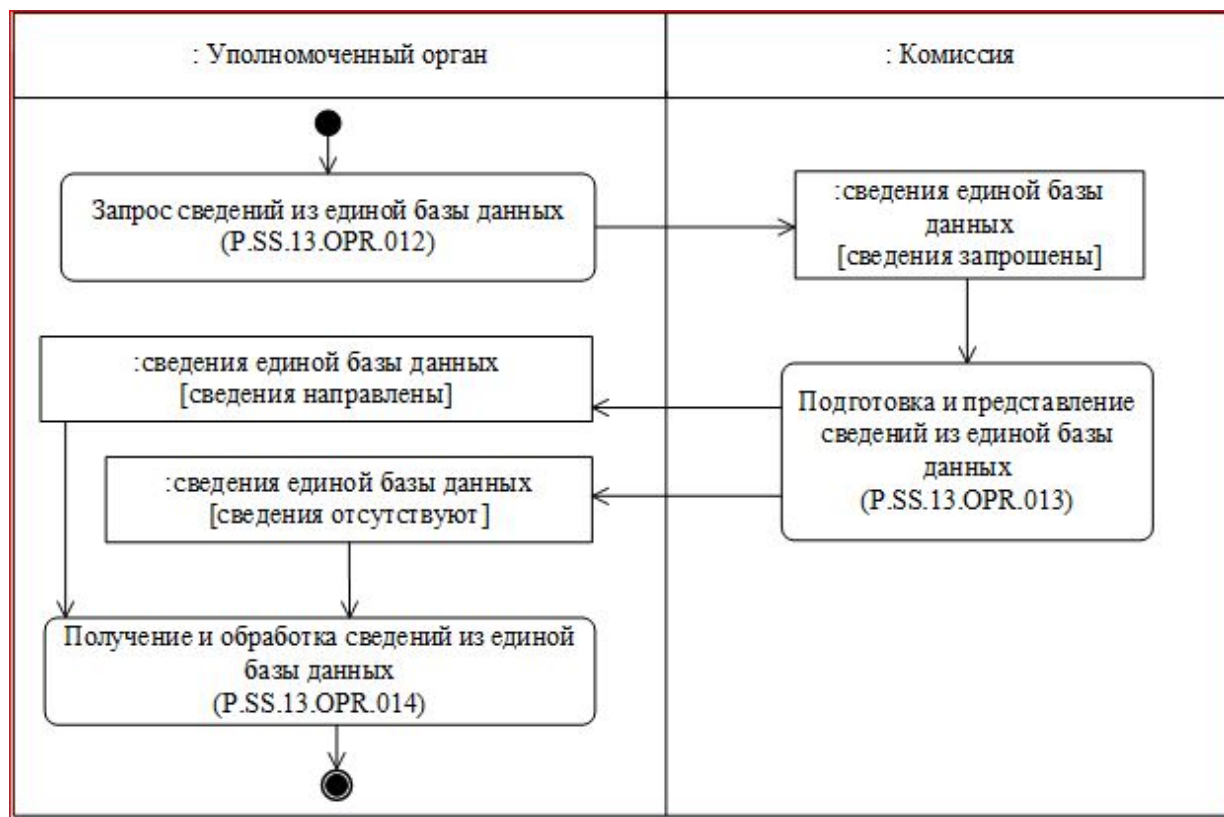 : Уполномоченный орган
: Комиссия
Запрос сведений из единой базы данных
(P.SS.13.OPR.012)
:сведения единой базы
данных
[сведения запрошены]
:сведения единой базы данных
[сведения направлены]
Подготовка и представление
сведений из единой базы
данных
(P.SS.13.OPR.013)
:сведения единой базы данных
[сведения отсутствуют]
Получение и обработка сведений из единой
базы данных
(P.SS.13.OPR.014)